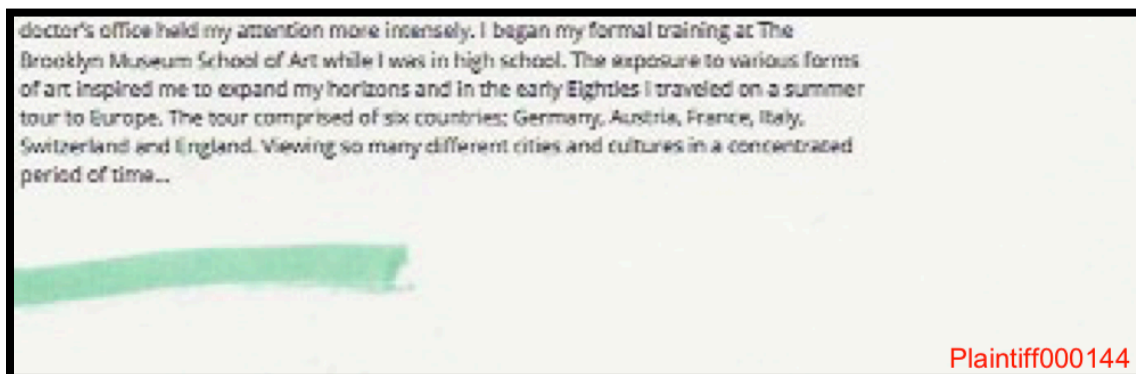 doctor's office held my attention more intensely. I began my formal training at The
Brooklyn Museum School of Art while I was in high school. The exposure to various forms
of art inspired me to expand my horizons and in the early Eighties I traveled on a summer
tour to Europe. The tour comprised of six countries; Germany, Austria, France, Italy,
Switzerland and England. Viewing so many different cities and cultures in a concentrated
period of time...
Plaintiff000144